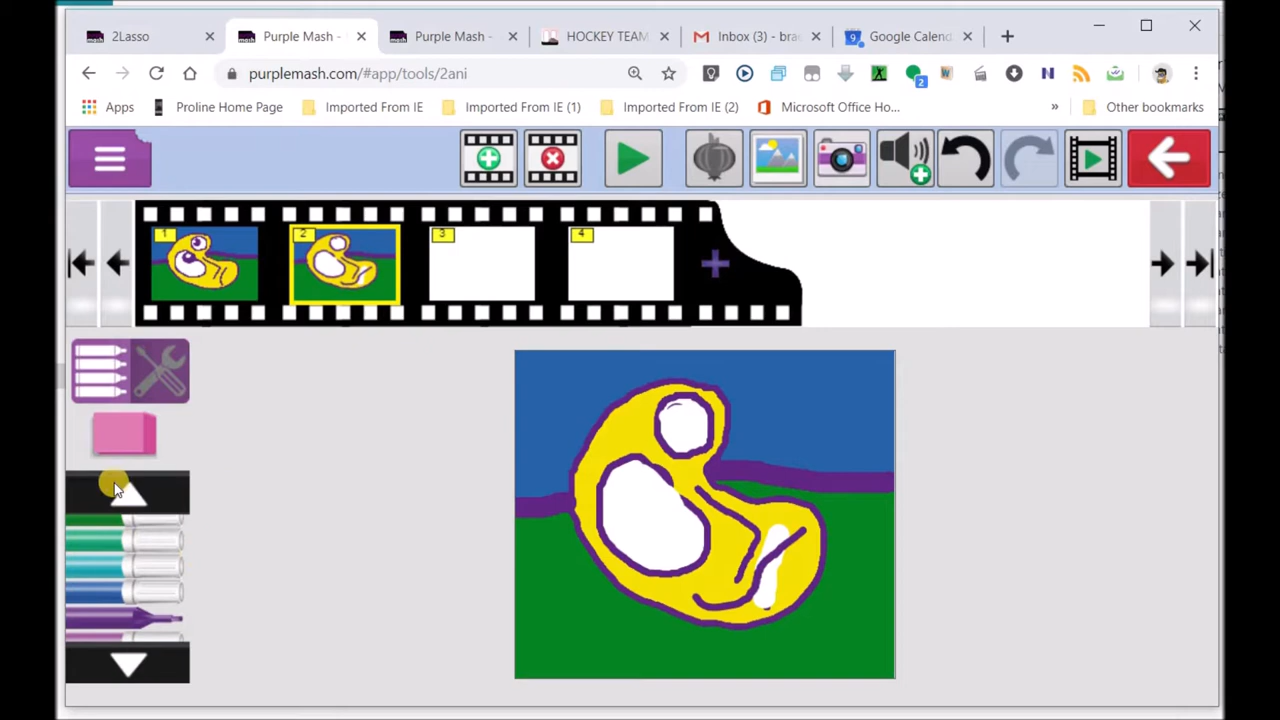 2Lasso
Purple Mash -
Purple Mash -
HOCKEY TEAM
Inbox (3) - bra
Google Calend
purplemash.com/#app/tools/2ani
2
Apps
Proline Home Page
Imported From IE
Imported From IE (1)
Imported From IE (2)
Microsoft Office Ho...
»
Other bookmarks
1
2
3
4